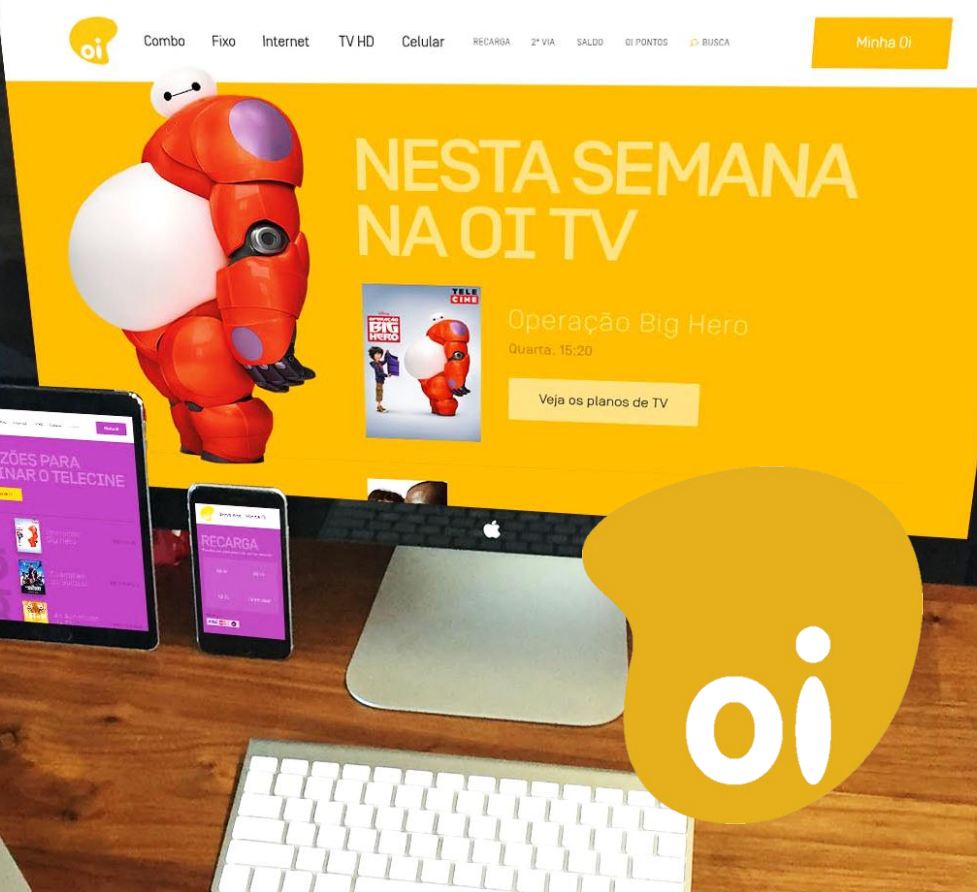 oi
Combo Fixo Internet TV HD Celular RECARGA 2ª VIA SALDO OI PONTOS BUSCA Minha Oi
NESTA SEMANA
NA OI TV
TELE
CINE
OPERAÇÃO
BIG
HERO
Operação Big Hero
Quarta, 15:20
Veja os planos de TV
ZÕES PARA
INAR O TELECINE
RECARGA
oi